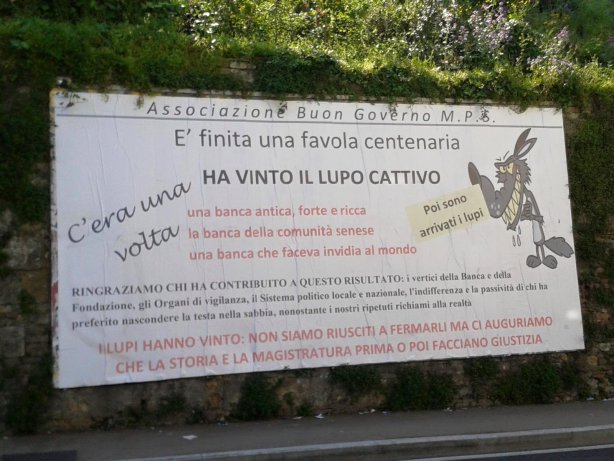 Associazione Buon Governo M.P.S.
E' finita una favola centenaria
HA VINTO IL LUPO CATTIVO
C'era una
volta
una banca antica, forte e ricca
la banca della comunità senese
una banca che faceva invidia al mondo
Poi sono
arrivati i lupi
RINGRAZIAMO CHI HA CONTRIBUITO A QUESTO RISULTATO: i vertici della Banca e della
Fondazione, gli Organi di vigilanza, il Sistema politico locale e nazionale, l'indifferenza e la passività di chi ha
preferito nascondere la testa nella sabbia, nonostante i nostri ripetuti richiami alla realtà
I LUPI HANNO VINTO: NON SIAMO RIUSCITI A FERMARLI MA CI AUGURIAMO
CHE LA STORIA E LA MAGISTRATURA PRIMA O POI FACCIANO GIUSTIZIA